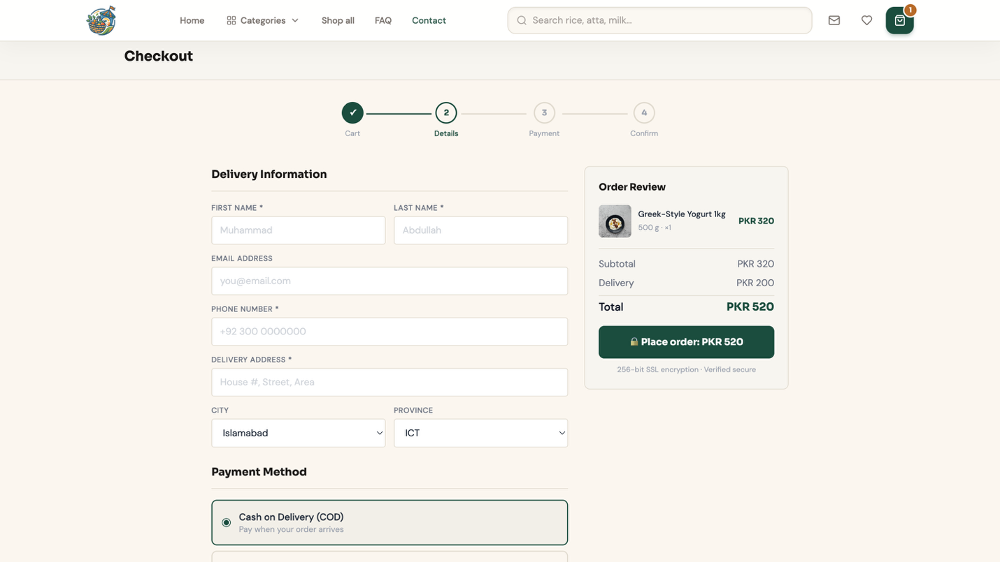 Home
Categories
Shop all
FAQ
Contact
Search rice, atta, milk...
1
Checkout
✓
2
3
4
Cart
Details
Payment
Confirm
Delivery Information
FIRST NAME *
LAST NAME *
Muhammad
Abdullah
EMAIL ADDRESS
you@email.com
PHONE NUMBER *
+92 300 0000000
DELIVERY ADDRESS *
House #, Street, Area
CITY
PROVINCE
Islamabad
ICT
Payment Method
Cash on Delivery (COD)
Pay when your order arrives
Order Review
Greek-Style Yogurt 1kg
500 g · ×1
PKR 320
Subtotal
PKR 320
Delivery
PKR 200
Total
PKR 520
🔒 Place order: PKR 520
256-bit SSL encryption · Verified secure